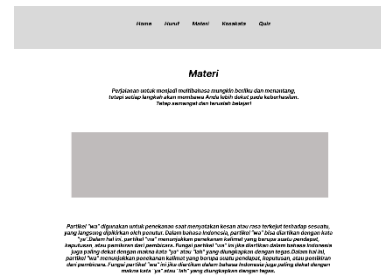 Home Huruf Materi Kosakata Quiz
Materi
Perjalanan untuk menjadi multibahasa mungkin berliku dan menantang,
tetapi setiap langkah akan membawa Anda lebih dekat pada keberhasilan.
Tetap semangat dan teruslah belajar!
Partikel "wa" digunakan untuk penekanan saat menyatakan kesan atau rasa terkejut terhadap sesuatu,
yang langsung dipikirkan oleh penutur. Dalam bahasa Indonesia, partikel "wa" bisa diartikan dengan kata
"ya". Dalam hal ini, partikel "wa" menunjukkan penekanan kalimat yang berupa suatu pendapat,
keputusan, atau pemikiran dari pembicara. Fungsi partikel "wa" ini jika diartikan dalam bahasa Indonesia
juga paling dekat dengan makna kata "ya" atau "lah" yang diungkapkan dengan tegas.Dalam hal ini,
partikel "wa" menunjukkan penekanan kalimat yang berupa suatu pendapat, keputusan, atau pemikiran
dari pembicara. Fungsi partikel "wa" ini jika diartikan dalam bahasa Indonesia juga paling dekat dengan
makna kata "ya" atau "lah" yang diungkapkan dengan tegas.